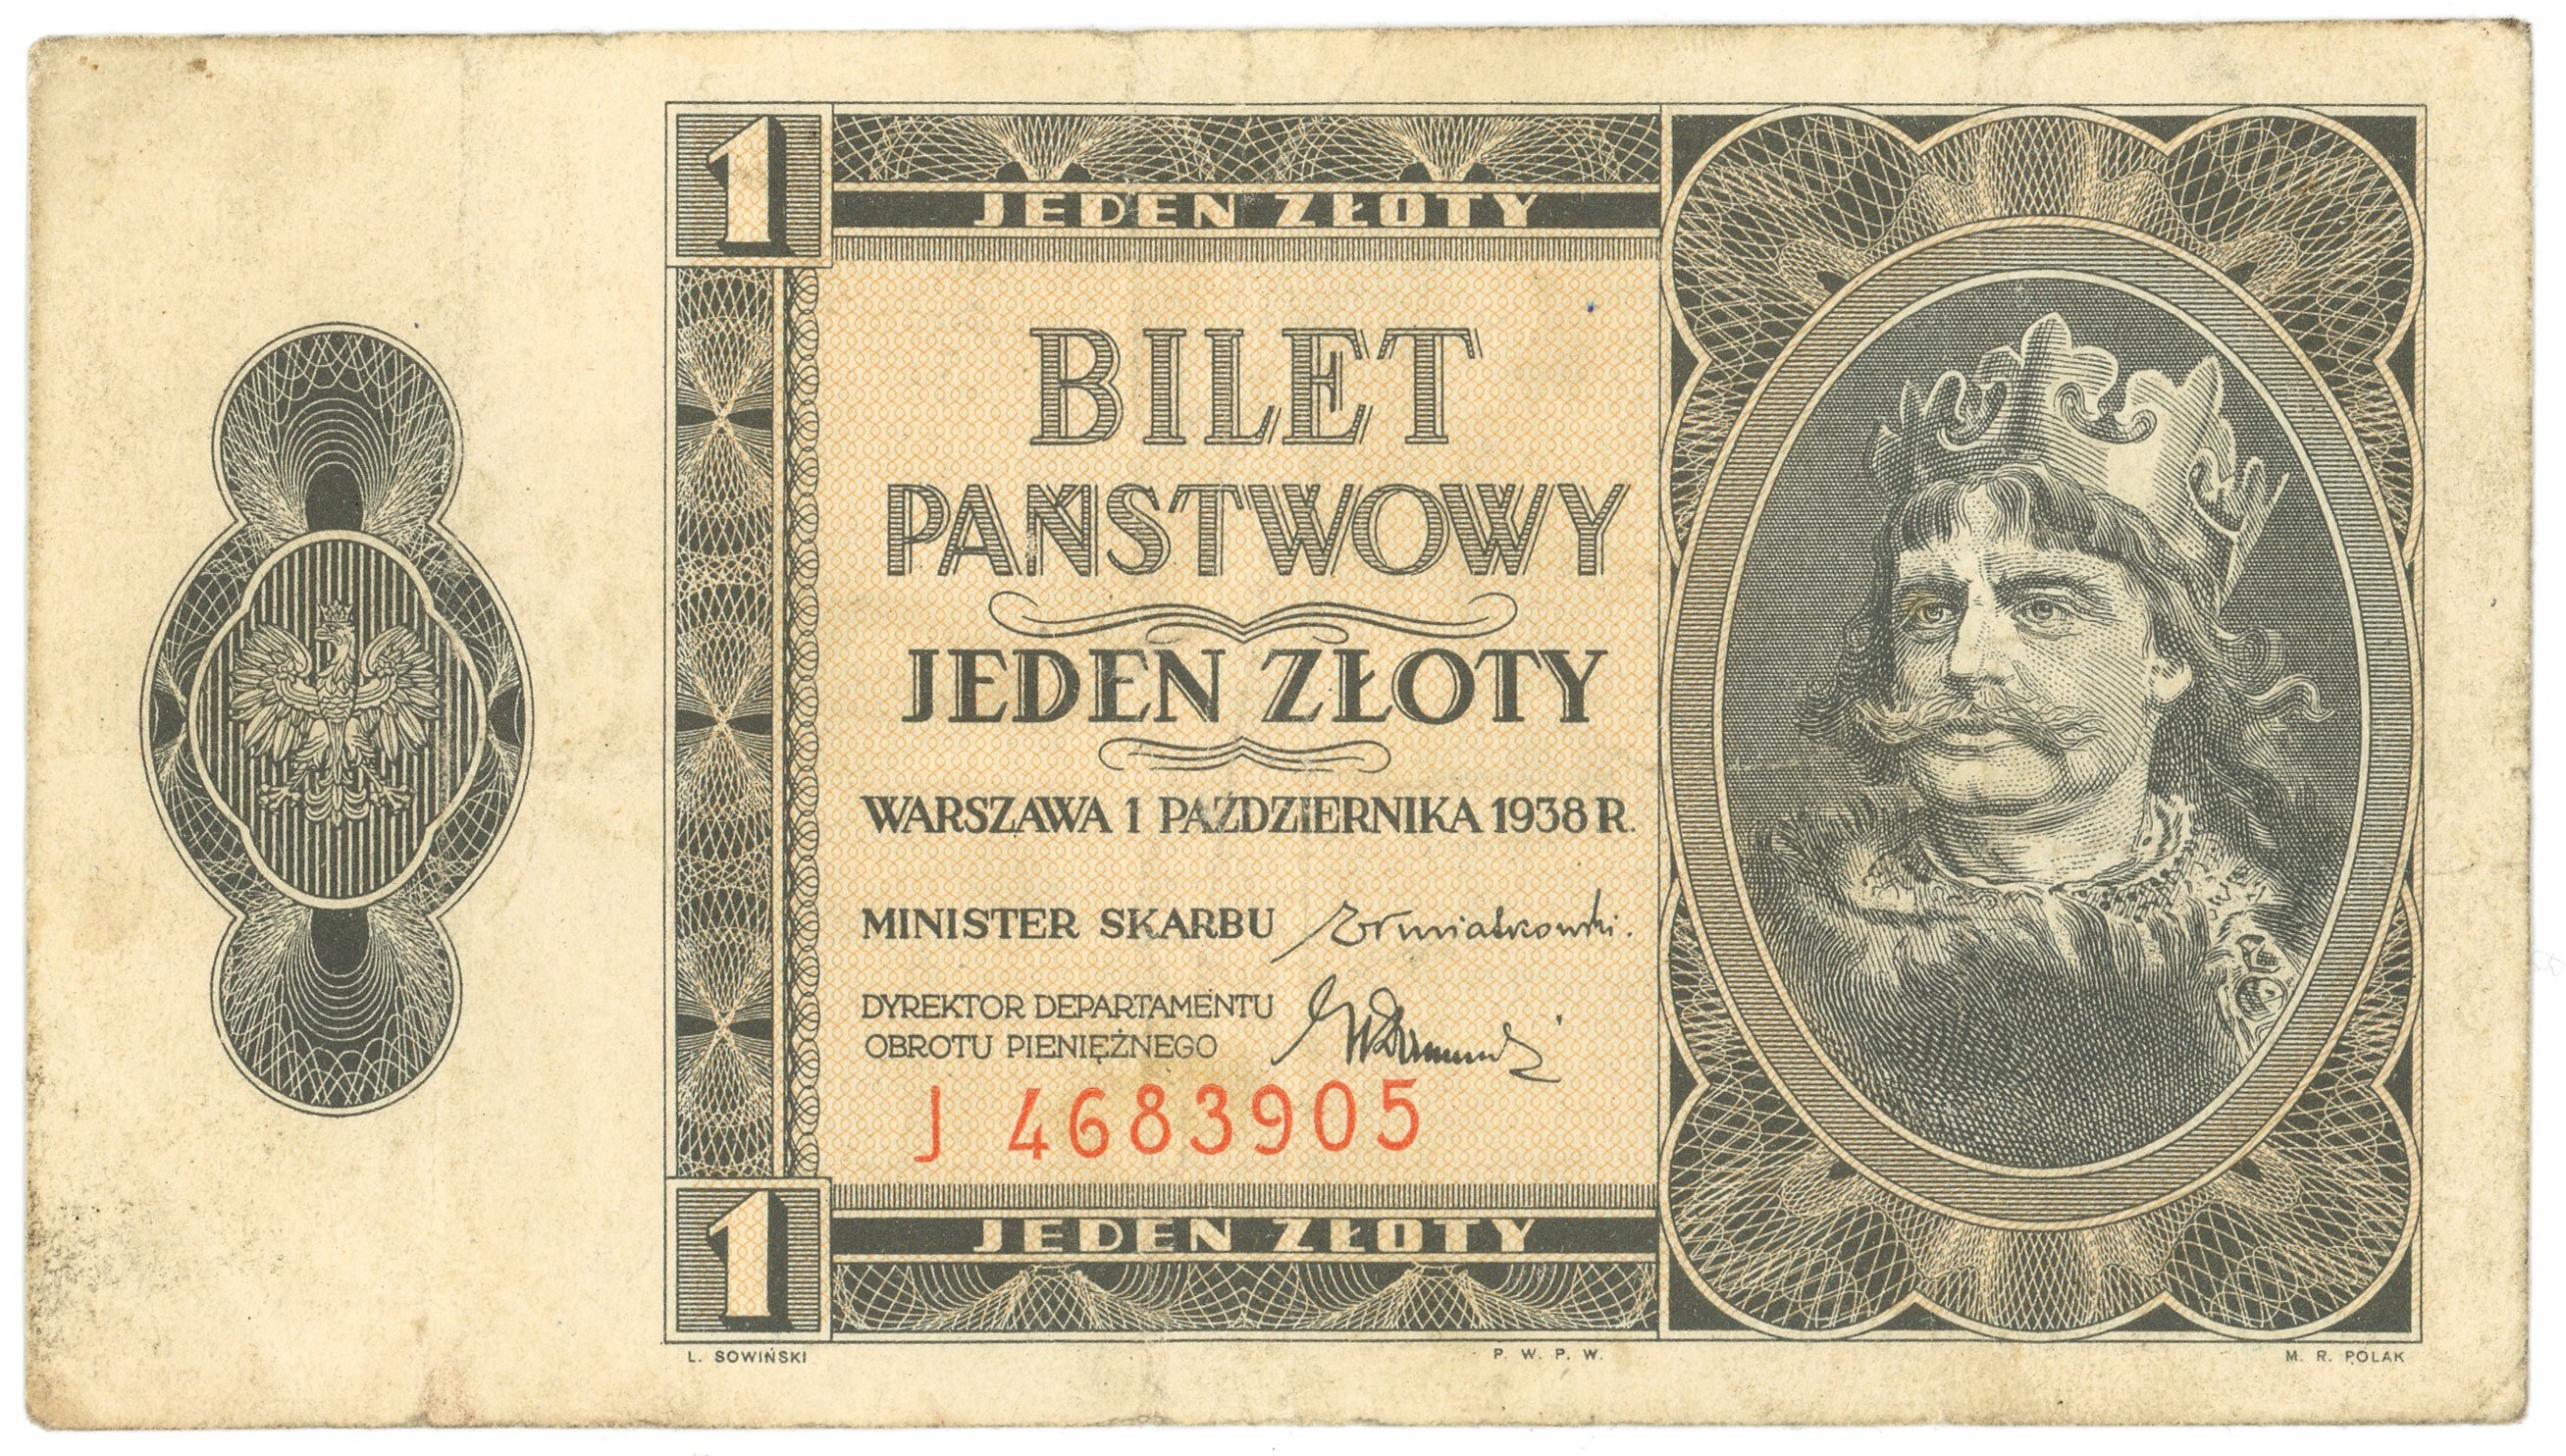 1
JEDEN ZŁOTY
BILET
PAŃSTWOWY
JEDEN ZŁOTY
WARSZAWA 1 PAŹDZIERNIKA 1938 R.
MINISTER SKARBU
DYREKTOR DEPARTAMENTU
OBROTU PIENIĘŻNEGO
J 4683905
1
JEDEN ZŁOTY
L. SOWIŃSKI
P. W. P. W.
M. R. POLAK